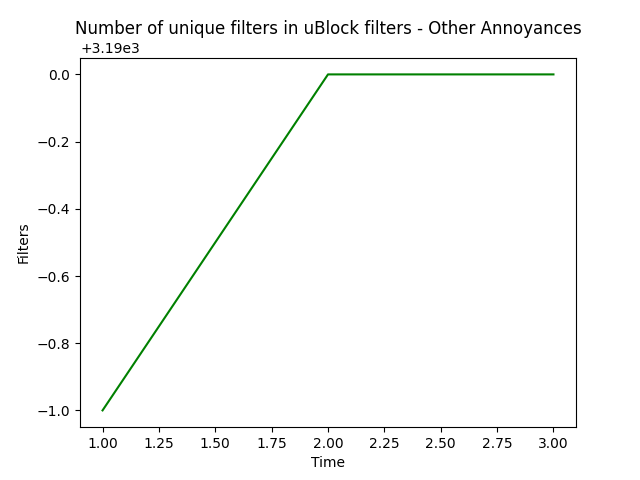 Number of unique filters in uBlock filters - Other Annoyances
+3.19e3
0.0
−0.2
−0.4
−0.6
−0.8
−1.0
Filters
1.00 1.25 1.50 1.75 2.00 2.25 2.50 2.75 3.00
Time